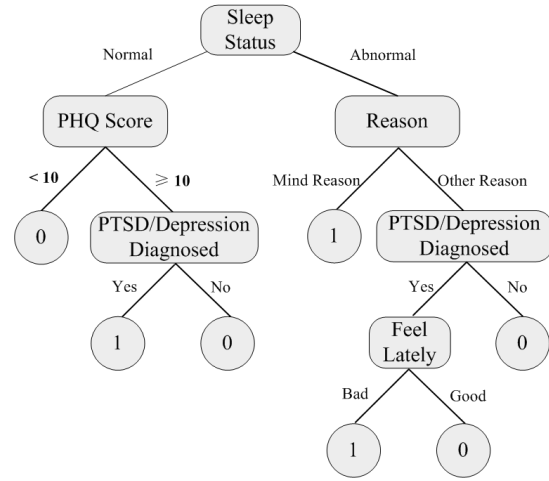 Sleep
Status
Normal
Abnormal
PHQ Score
Reason
< 10
⩾ 10
Mind Reason
Other Reason
0
PTSD/Depression
Diagnosed
1
PTSD/Depression
Diagnosed
Yes
No
Yes
No
1
0
Feel
Lately
0
Bad
Good
1
0